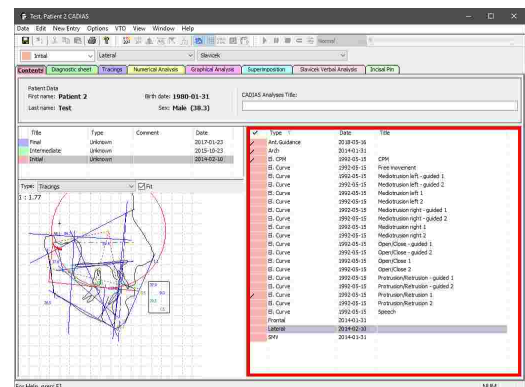 Test, Patient 2 CADIAS
Data Edit New Entry Options VTO View Window Help
Normal
Initial Lateral Slavicek
Contents Diagnostic sheet Tracings Numerical Analysis Graphical Analysis Superimposition Slavicek Verbal Analysis Incisal Pin
Patient Data
First name: Patient 2 Birth date: 1980-01-31 CADIAS Analyses Title:
Last name: Test Sex: Male (38.3)
Title Type Comment Date
Final Unknown 2017-01-23
Intermediate Unknown 2015-10-23
Initial Unknown 2014-02-10
Type: Tracings Fit
1 : 1.77
Type Date Title
Ant.Guidance 2018-05-16
Arch 2014-01-31
El. CPM 1992-05-15 CPM
El. Curve 1992-05-15 Free movement
El. Curve 1992-05-15 Mediotrusion left - guided 1
El. Curve 1992-05-15 Mediotrusion left - guided 2
El. Curve 1992-05-15 Mediotrusion left 1
El. Curve 1992-05-15 Mediotrusion left 2
El. Curve 1992-05-15 Mediotrusion right - guided 1
El. Curve 1992-05-15 Mediotrusion right - guided 2
El. Curve 1992-05-15 Mediotrusion right 1
El. Curve 1992-05-15 Mediotrusion right 2
El. Curve 1992-05-15 Open/Close - guided 1
El. Curve 1992-05-15 Open/Close - guided 2
El. Curve 1992-05-15 Open/Close 1
El. Curve 1992-05-15 Open/Close 2
El. Curve 1992-05-15 Protrusion/Retrusion - guided 1
El. Curve 1992-05-15 Protrusion/Retrusion - guided 2
El. Curve 1992-05-15 Protrusion/Retrusion 1
El. Curve 1992-05-15 Protrusion/Retrusion 2
El. Curve 1992-05-15 Speech
Frontal 2014-01-31
Lateral 2014-02-10
SMV 2014-01-31
For Help, press F1 NUM